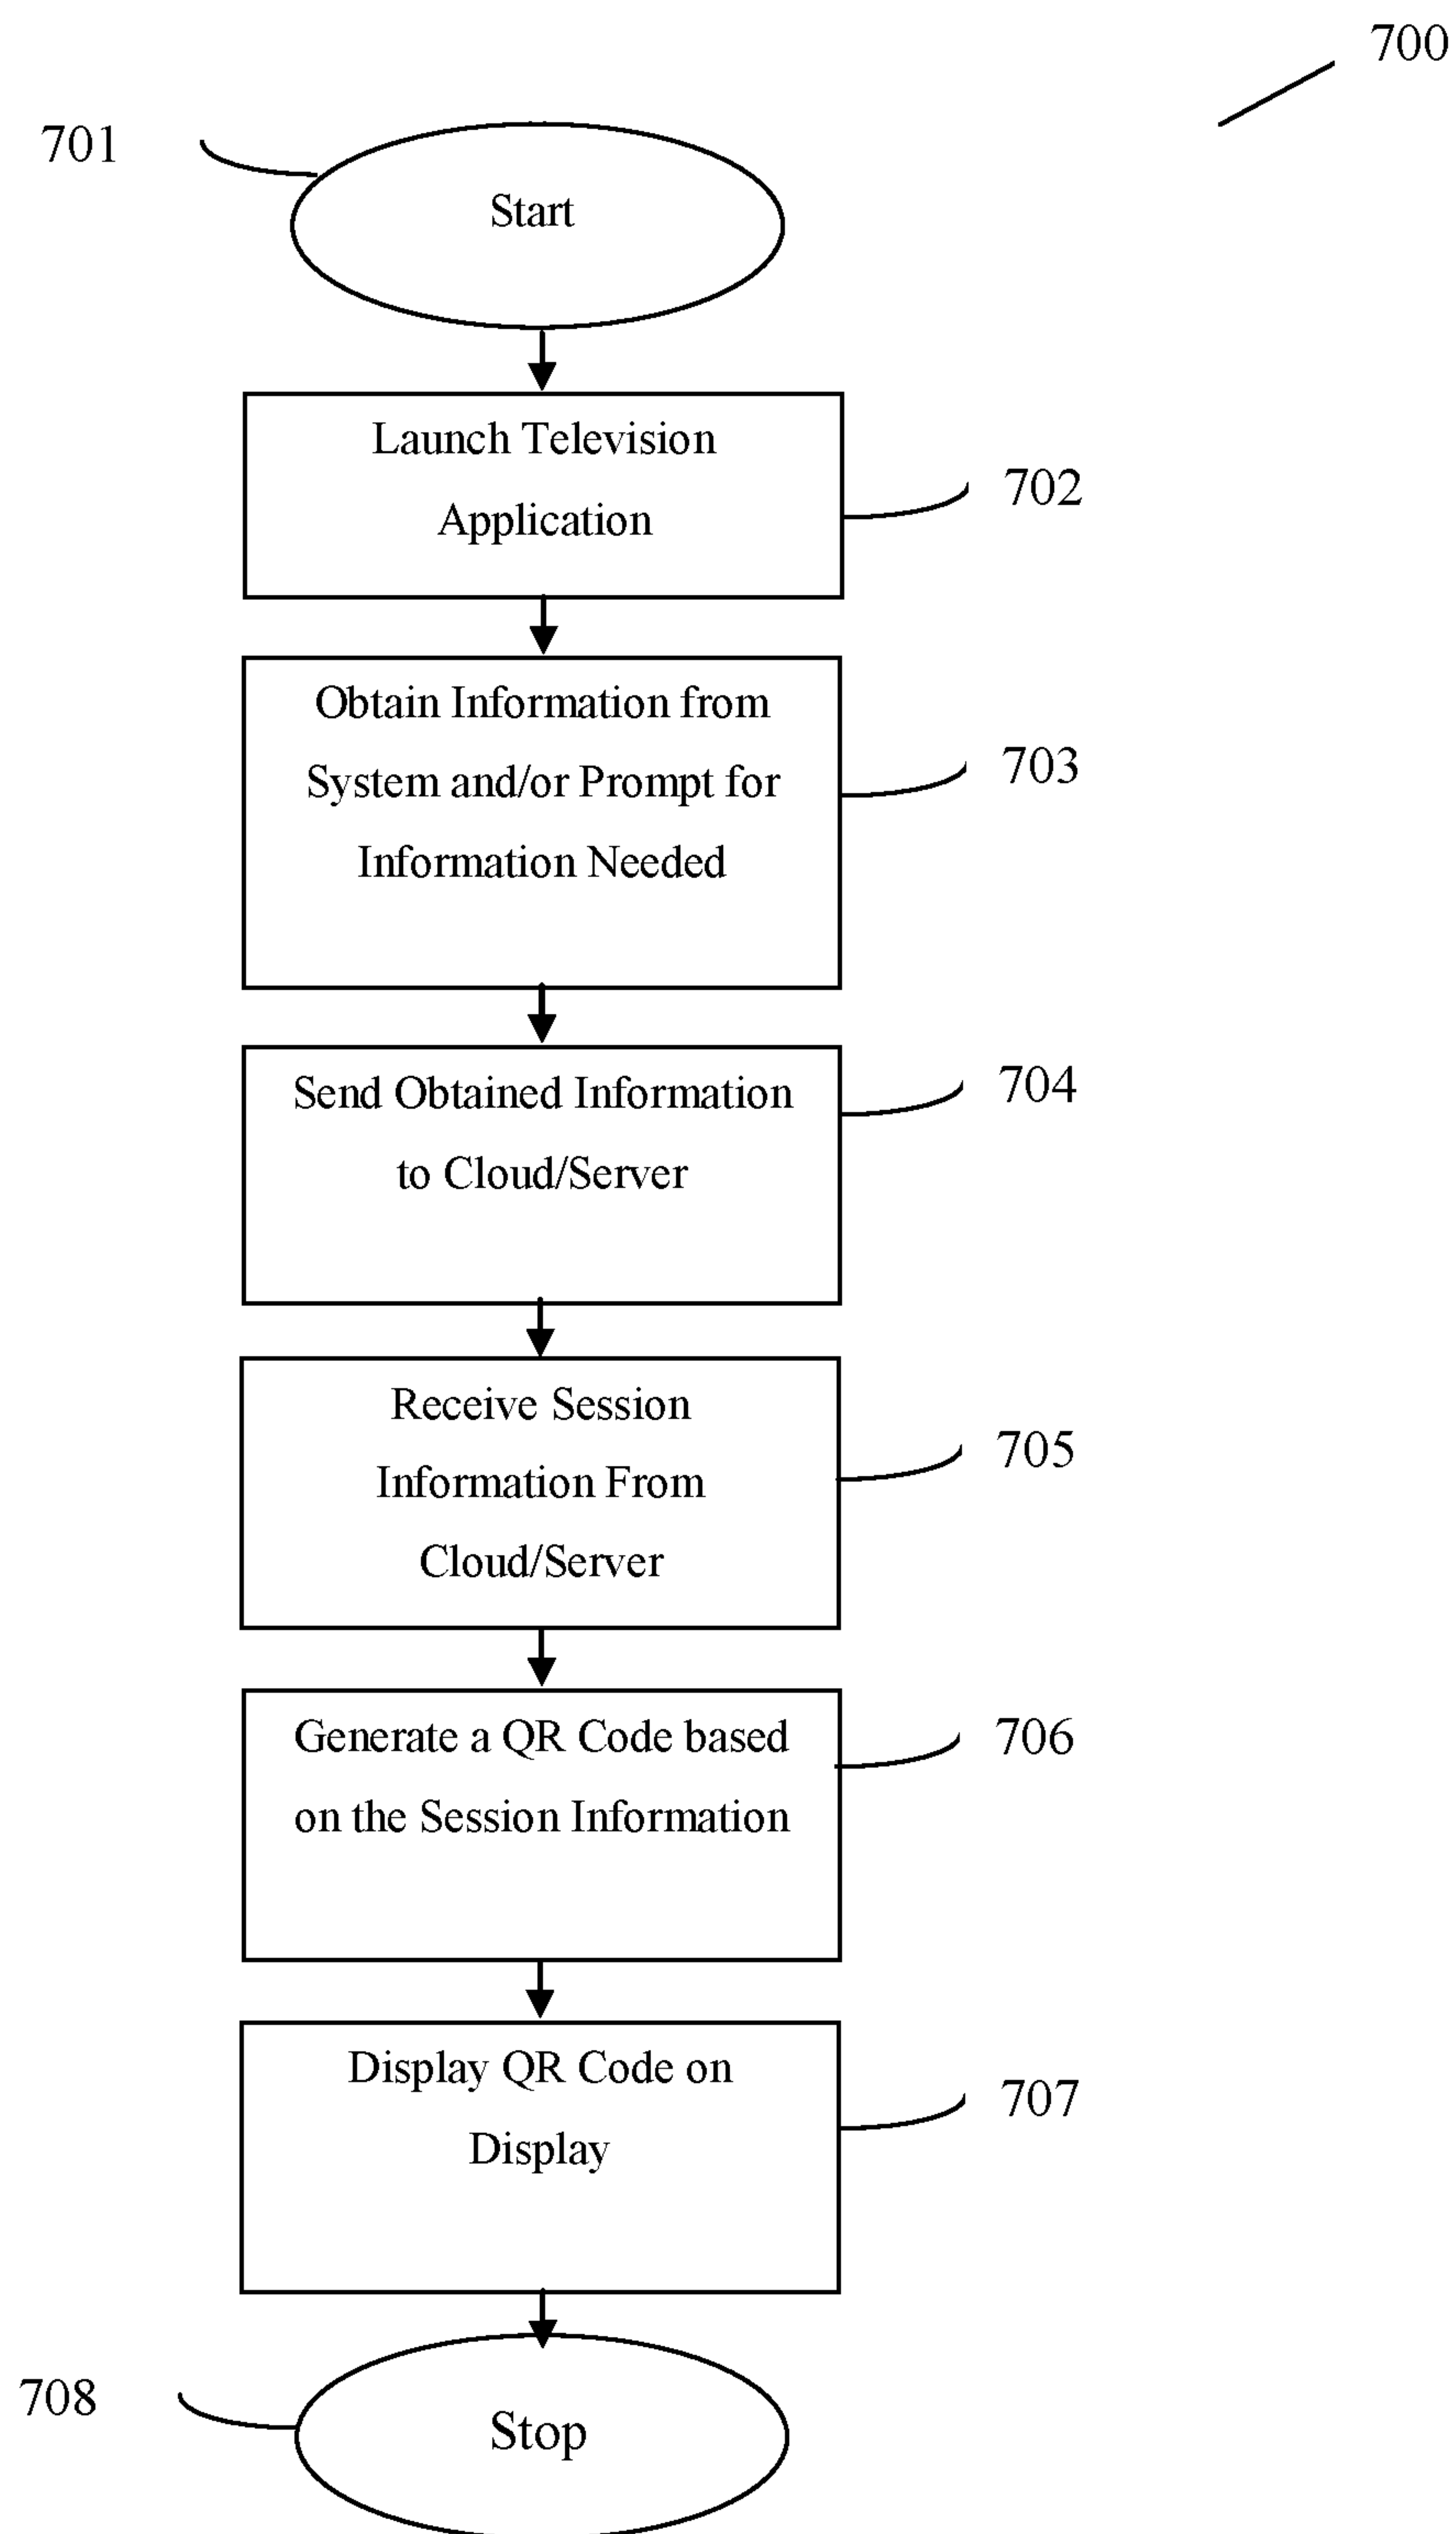 700
701
Start
Launch Television
Application
702
Obtain Information from
System and/or Prompt for
Information Needed
703
Send Obtained Information
to Cloud/Server
704
Receive Session
Information From
Cloud/Server
705
Generate a QR Code based
on the Session Information
706
Display QR Code on
Display
707
708
Stop